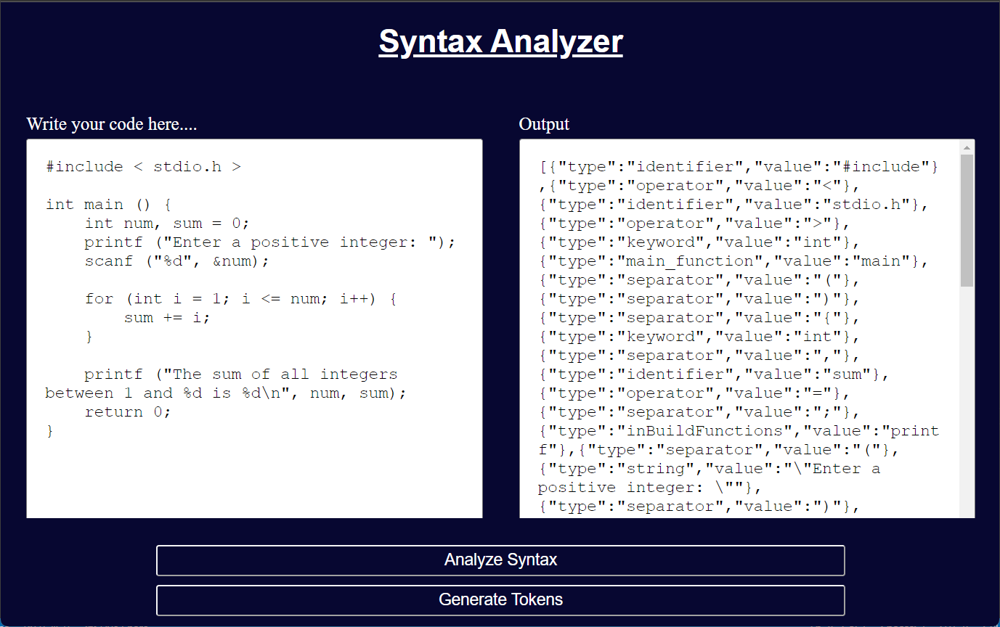 Syntax Analyzer
Write your code here....
#include < stdio.h >
int main () {
    int num, sum = 0;
    printf ("Enter a positive integer: ");
    scanf ("%d", &num);
    for (int i = 1; i <= num; i++) {
        sum += i;
    }
    printf ("The sum of all integers
between 1 and %d is %d\n", num, sum);
    return 0;
}
Output
[{"type":"identifier","value":"#include"}
,{"type":"operator","value":"<"},
{"type":"identifier","value":"stdio.h"},
{"type":"operator","value":">"},
{"type":"keyword","value":"int"},
{"type":"main_function","value":"main"},
{"type":"separator","value":"("},
{"type":"separator","value":")"},
{"type":"separator","value":"{"},
{"type":"keyword","value":"int"},
{"type":"separator","value":","},
{"type":"identifier","value":"sum"},
{"type":"operator","value":"="},
{"type":"separator","value":";"},
{"type":"inBuildFunctions","value":"print
f"},{"type":"separator","value":"("},
{"type":"string","value":"\"Enter a
positive integer: \""},
{"type":"separator","value":")"},
Analyze Syntax
Generate Tokens